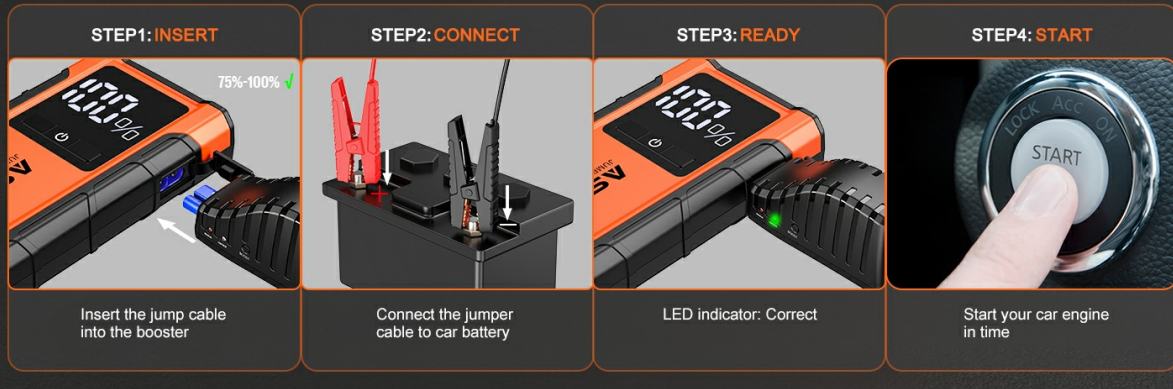 STEP1: INSERT
75%-100% √
100%
Insert the jump cable
into the booster
STEP2: CONNECT
+
−
Connect the jumper
cable to car battery
STEP3: READY
100%
LED indicator: Correct
STEP4: START
LOCK ACC ON
START
Start your car engine
in time